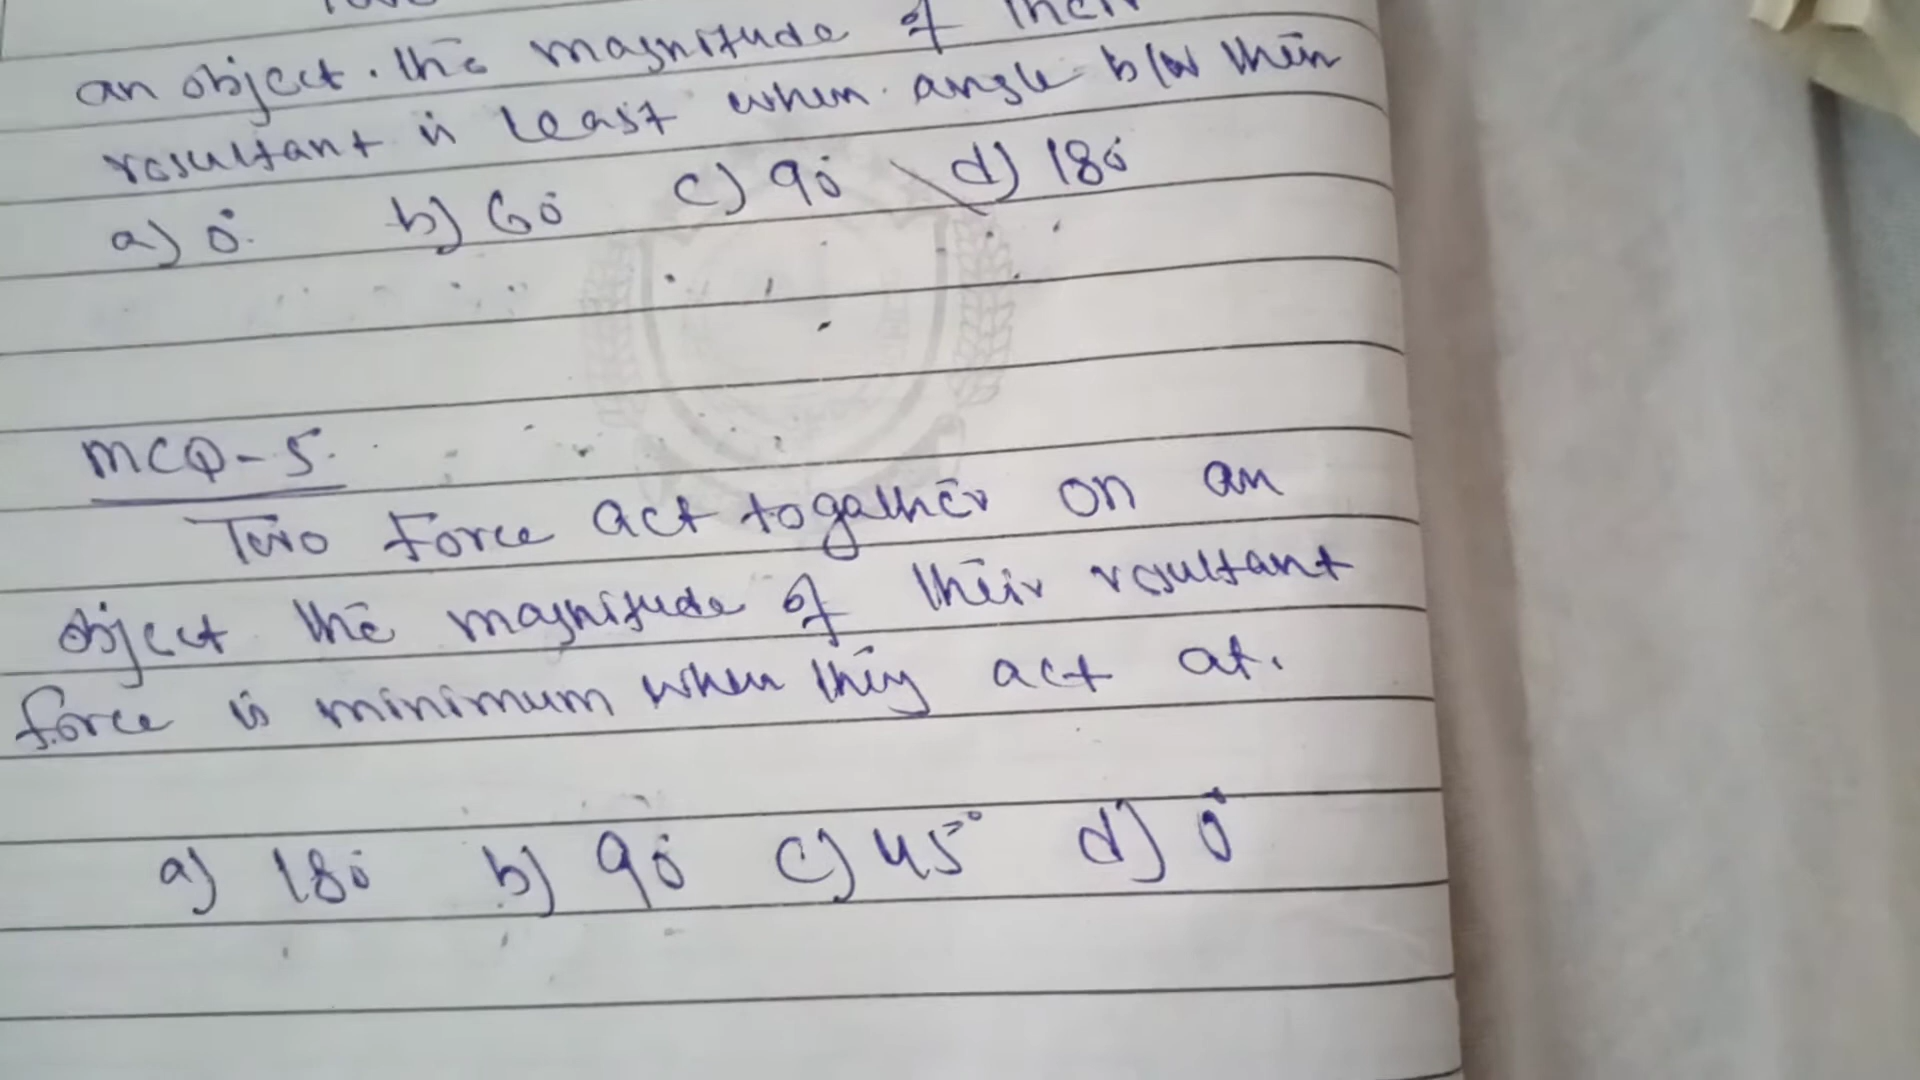 an object. the magnitude of their
resultant is least when angle b/w them
a) 0° b) 60° c) 90° d) 180°
MCQ-5.
Two Force act togather on an
object the magnitude of their resultant
force is minimum when they act at.
a) 180° b) 90° c) 45° d) 0°